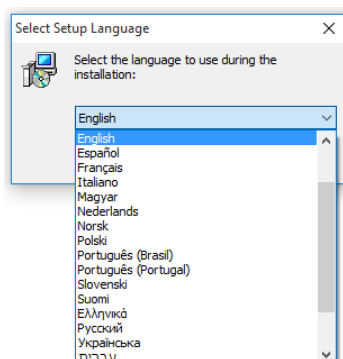 Select Setup Language
Select the language to use during the
installation:
English
English
Español
Français
Italiano
Magyar
Nederlands
Norsk
Polski
Português (Brasil)
Português (Portugal)
Slovenski
Suomi
Ελληνικά
Русский
Українська
עברית